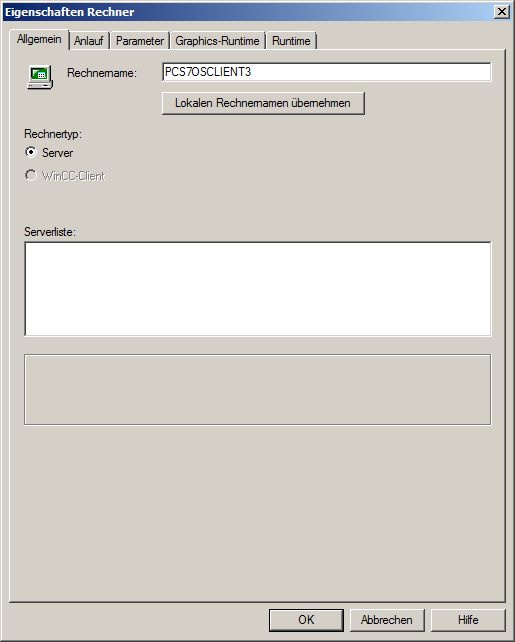 Eigenschaften Rechner
Allgemein Anlauf Parameter Graphics-Runtime Runtime
Rechnername: PCS7OSCLIENT3
Lokalen Rechnernamen übernehmen
Rechnertyp:
Server
WinCC-Client
Serverliste:
OK Abbrechen Hilfe